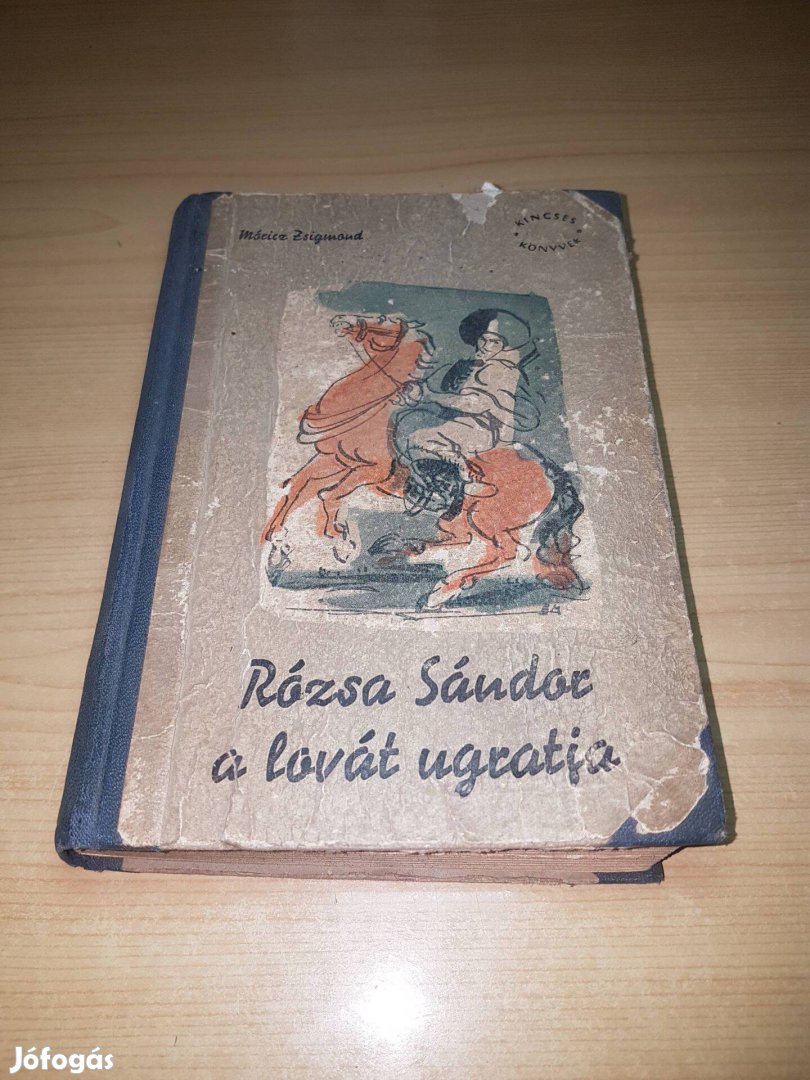 Móricz Zsigmond
KINCSES
KÖNYVEK
Rózsa Sándor
a lovát ugratja
Jófogás